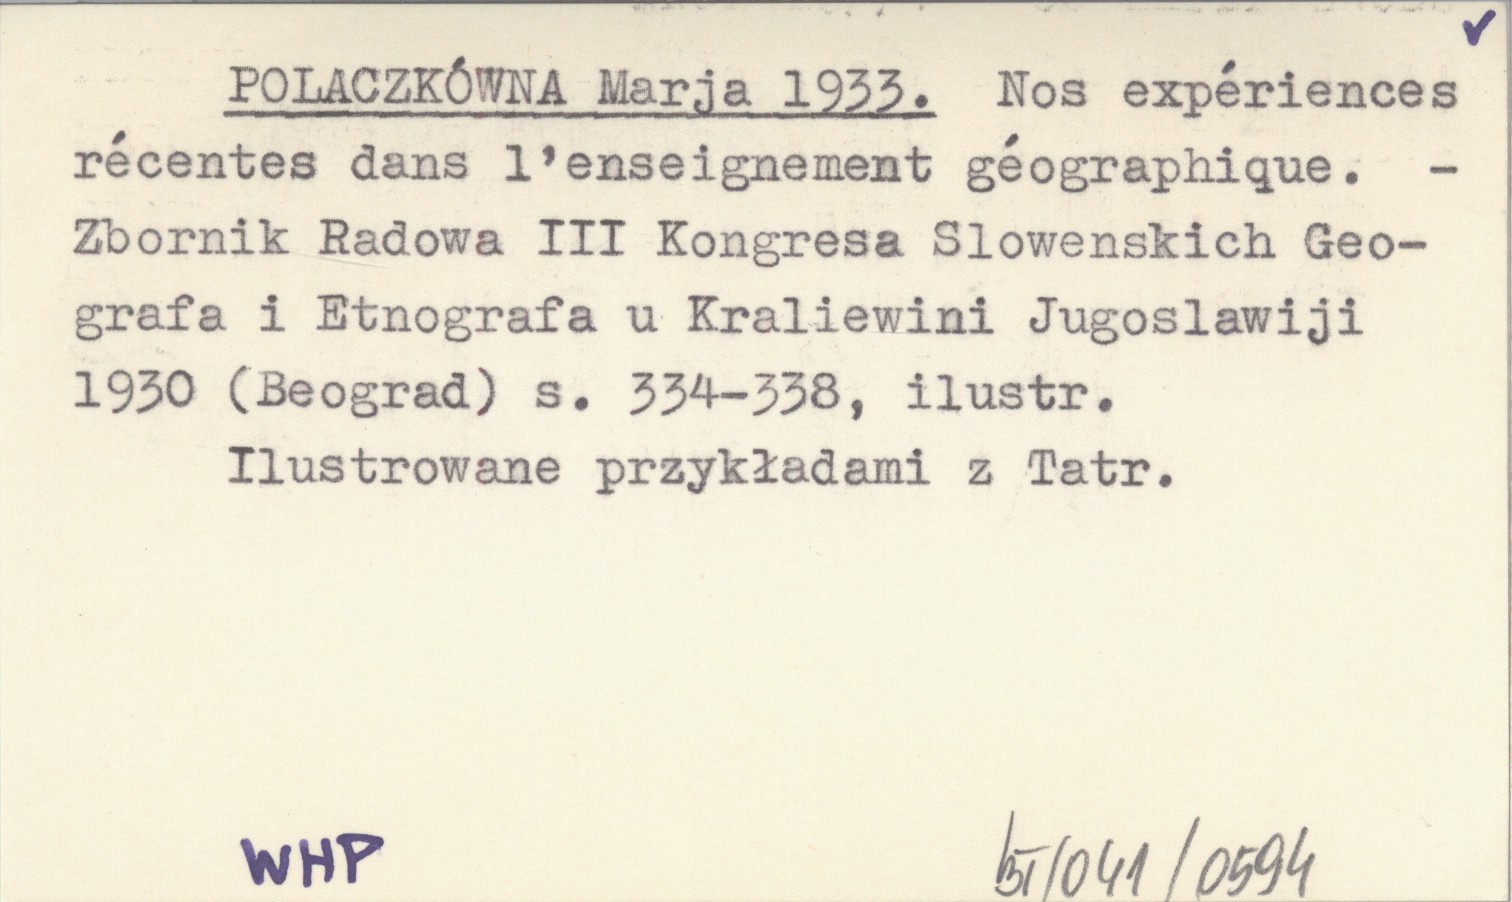 POLACZKÓWNA Marja 1933. Nos expériences
récentes dans l'enseignement géographique. -
Zbornik Radowa III Kongresa Slowenskich Geo-
grafa i Etnografa u Kraliewini Jugoslawiji
1930 (Beograd) s. 334-338, ilustr.
Ilustrowane przykładami z Tatr.
WHP
/041/0594